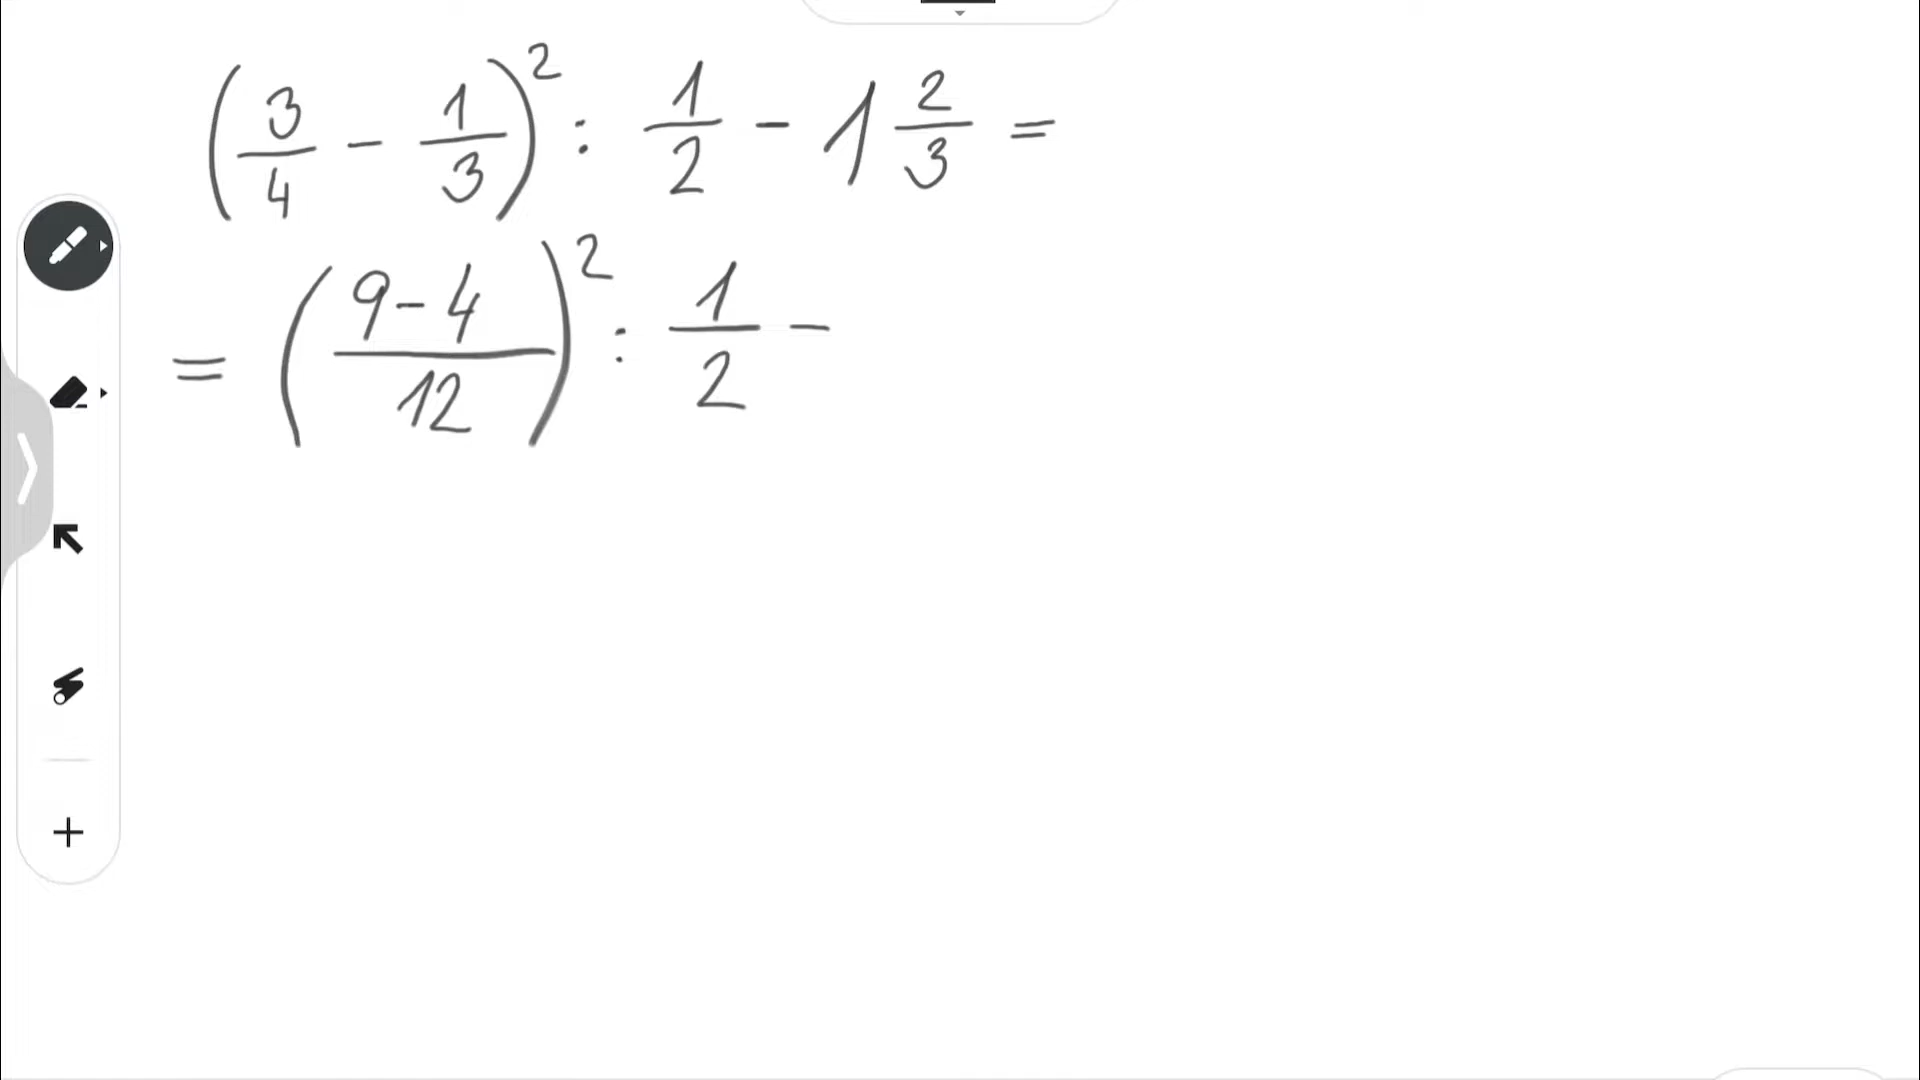 (3/4 - 1/3)² : 1/2 - 1 2/3 =
= (9-4/12)² : 1/2 -